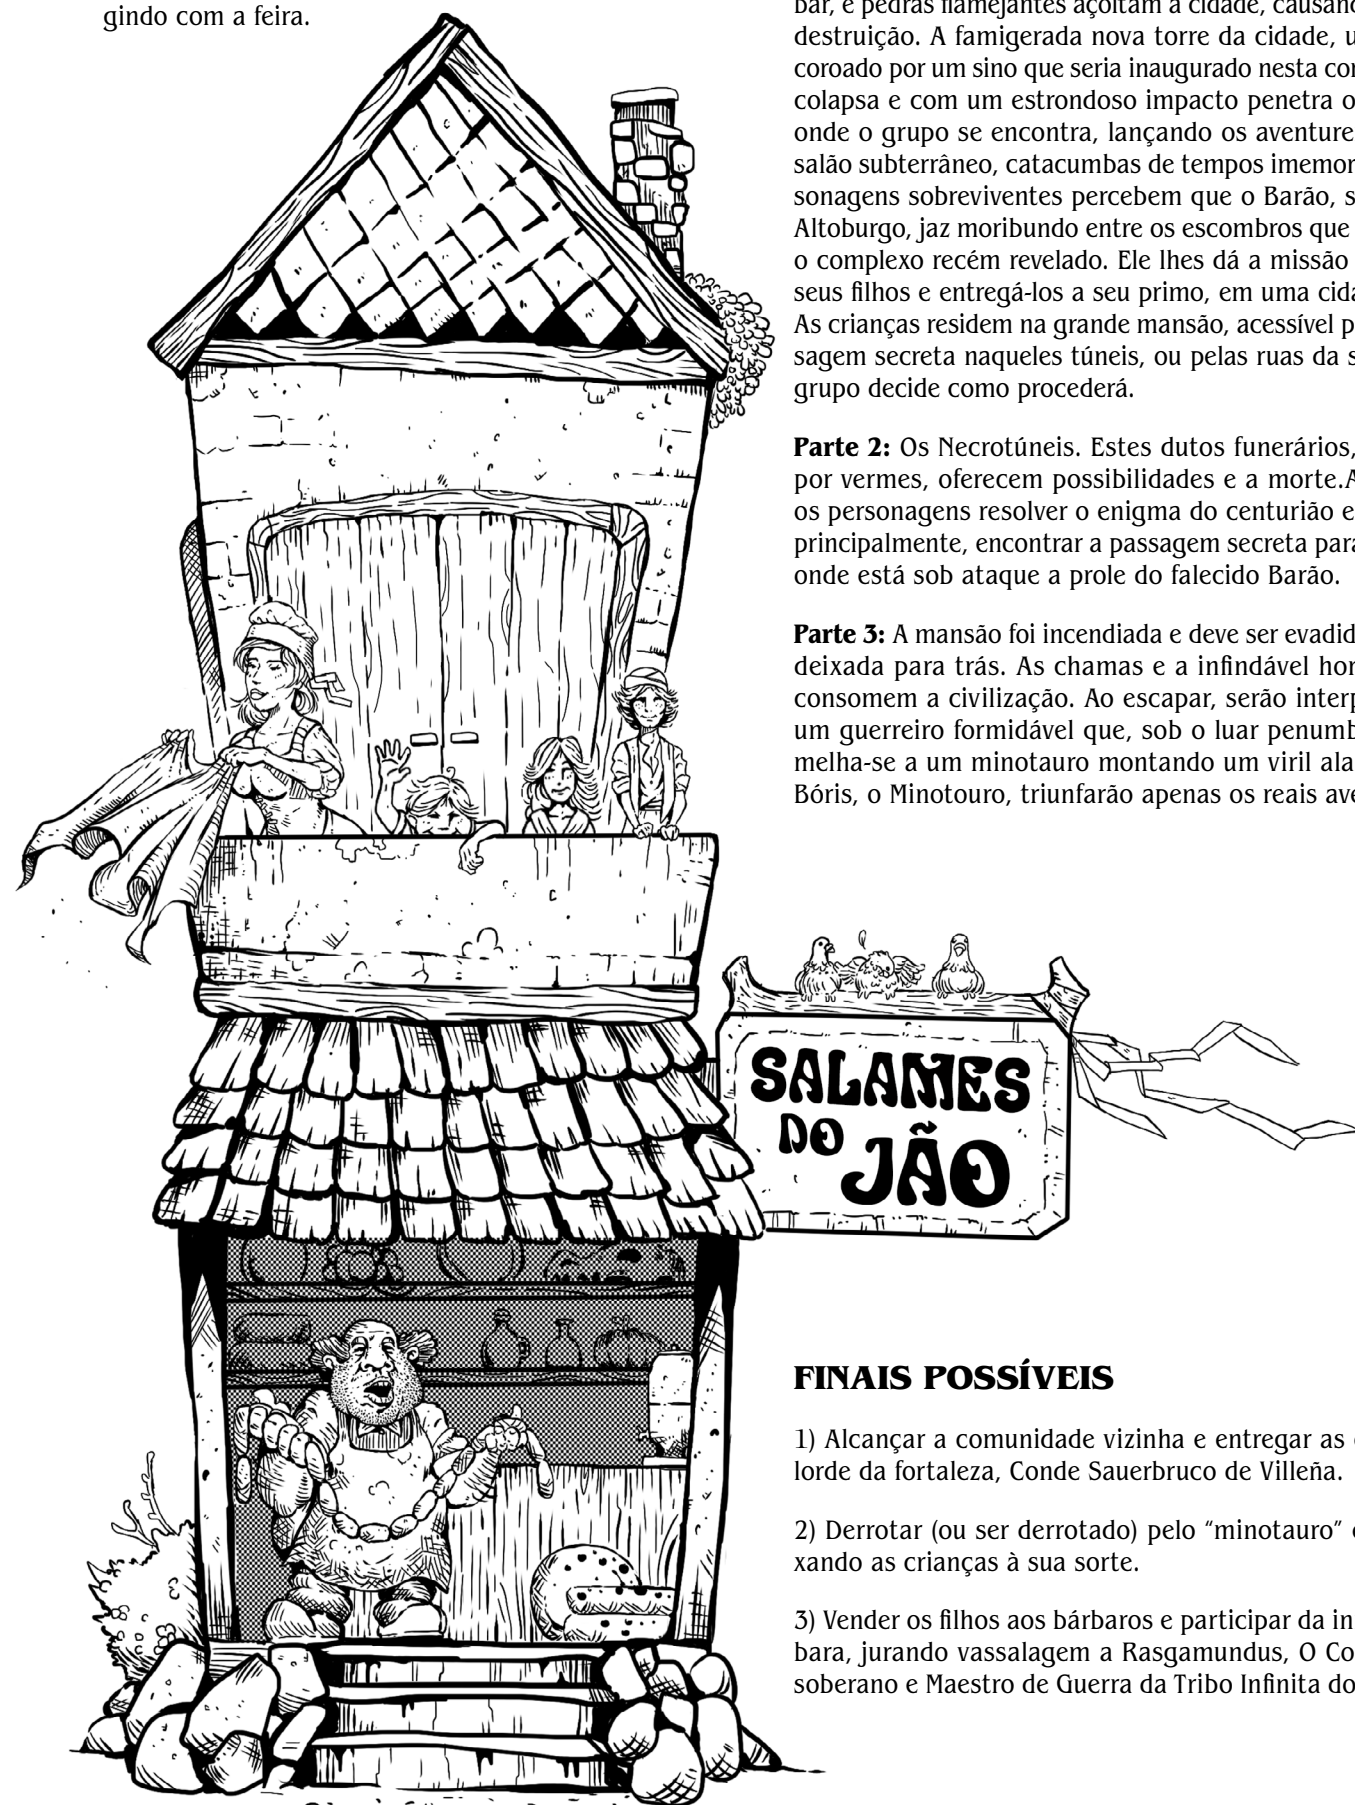 gindo com a feira.
bar, e pedras flamejantes açoitam a cidade, causand
destruição. A famigerada nova torre da cidade, u
coroado por um sino que seria inaugurado nesta cor
colapsa e com um estrondoso impacto penetra o
onde o grupo se encontra, lançando os aventure
salão subterrâneo, catacumbas de tempos imemor
sonagens sobreviventes percebem que o Barão, s
Altoburgo, jaz moribundo entre os escombros que
o complexo recém revelado. Ele lhes dá a missão
seus filhos e entregá-los a seu primo, em uma cida
As crianças residem na grande mansão, acessível p
sagem secreta naqueles túneis, ou pelas ruas da s
grupo decide como procederá.
Parte 2: Os Necrotúneis. Estes dutos funerários,
por vermes, oferecem possibilidades e a morte.A
os personagens resolver o enigma do centurião e
principalmente, encontrar a passagem secreta para
onde está sob ataque a prole do falecido Barão.
Parte 3: A mansão foi incendiada e deve ser evadid
deixada para trás. As chamas e a infindável hor
consomem a civilização. Ao escapar, serão interp
um guerreiro formidável que, sob o luar penumb
melha-se a um minotauro montando um viril ala
Bóris, o Minotouro, triunfarão apenas os reais ave
SALAMES
DO JÃO
FINAIS POSSÍVEIS
1) Alcançar a comunidade vizinha e entregar as
lorde da fortaleza, Conde Sauerbruco de Villeña.
2) Derrotar (ou ser derrotado) pelo “minotauro”
xando as crianças à sua sorte.
3) Vender os filhos aos bárbaros e participar da in
bara, jurando vassalagem a Rasgamundus, O Co
soberano e Maestro de Guerra da Tribo Infinita do